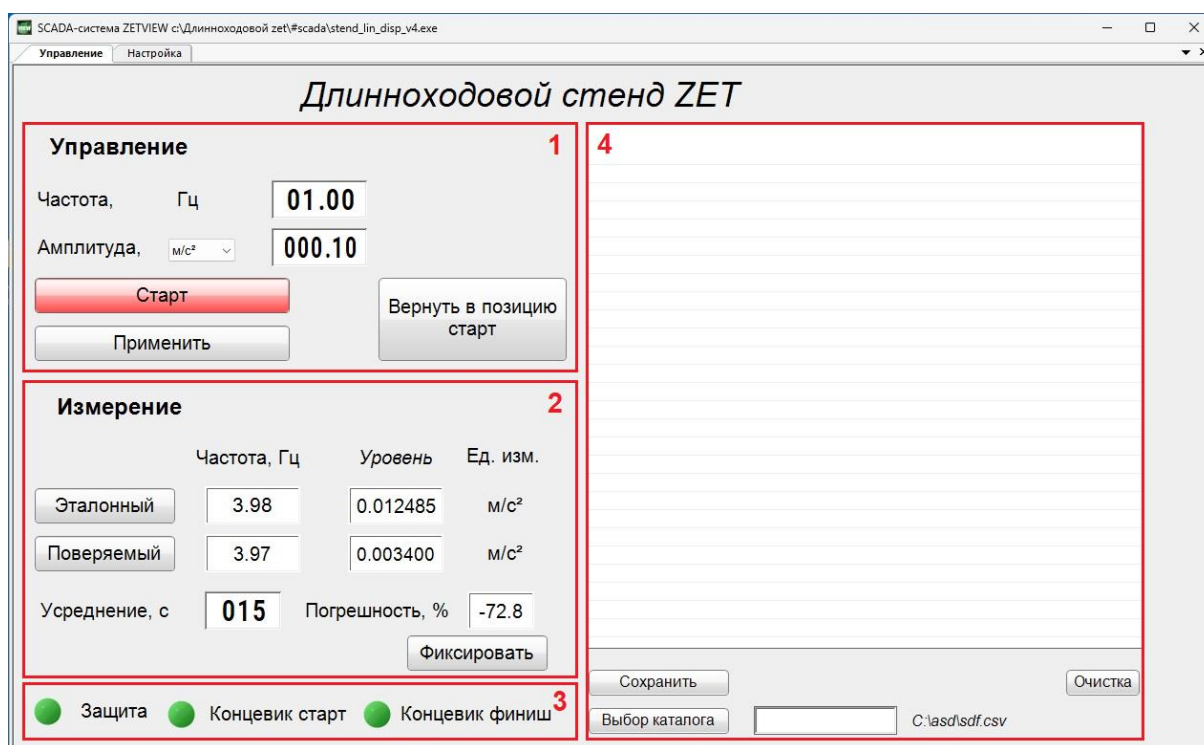 SCADA-система ZETVIEW c:\Длинноходовой zet\#scada\stend_lin_disp_v4.exe
Управление Настройка
Длинноходовой стенд ZET
Управление 1
Частота, Гц 01.00
Амплитуда, м/с² 000.10
Старт
Вернуть в позицию старт
Применить
Измерение 2
Частота, Гц Уровень Ед. изм.
Эталонный 3.98 0.012485 м/с²
Поверяемый 3.97 0.003400 м/с²
Усреднение, с 015 Погрешность, % -72.8
Фиксировать
Защита Концевик старт Концевик финиш 3
4
Сохранить Очистка
Выбор каталога C:\asd\sdf.csv